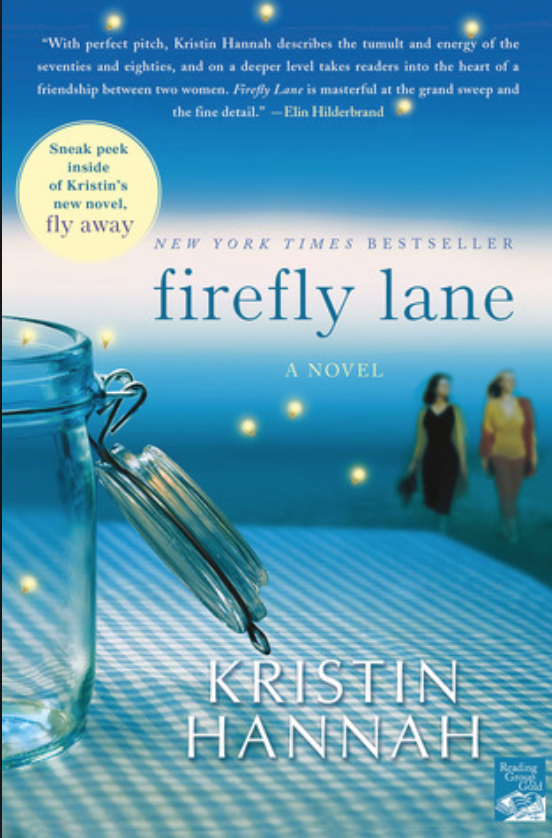 “With perfect pitch, Kristin Hannah describes the tumult and energy of the
seventies and eighties, and on a deeper level takes readers into the heart of a
friendship between two women. Firefly Lane is masterful at the grand sweep and
the fine detail.” —Elin Hilderbrand
Sneak peek
inside
of Kristin’s
new novel,
fly away
NEW YORK TIMES BESTSELLER
firefly lane
A NOVEL
KRISTIN
HANNAH
Reading
Group
Gold